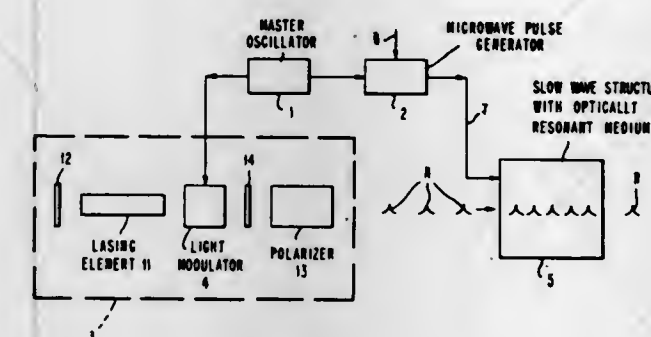 MASTER
OSCILLATOR
1
MICROWAVE PULSE
GENERATOR
2
7
SLOW WAVE STRUCTU
WITH OPTICALLT
RESONANT MEDIUM
5
12
LASING
ELEMENT 11
LIGHT
MODULATOR
4
14
POLARIZER
13